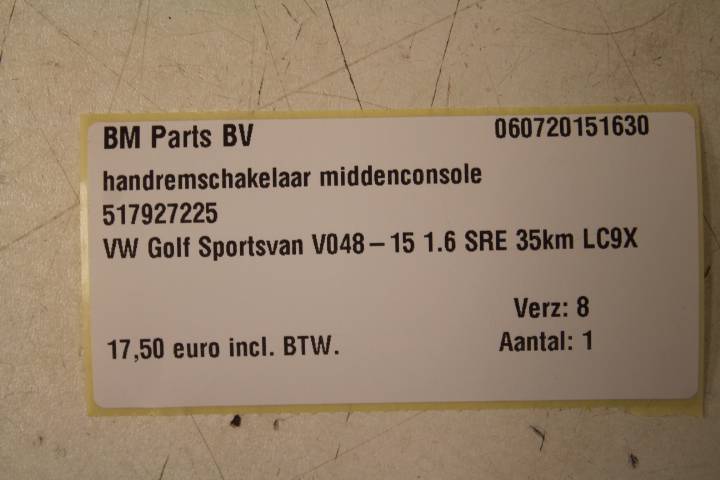 BM Parts BV 060720151630
handremschakelaar middenconsole
517927225
VW Golf Sportsvan V048-15 1.6 SRE 35km LC9X
Verz: 8
17,50 euro incl. BTW. Aantal: 1